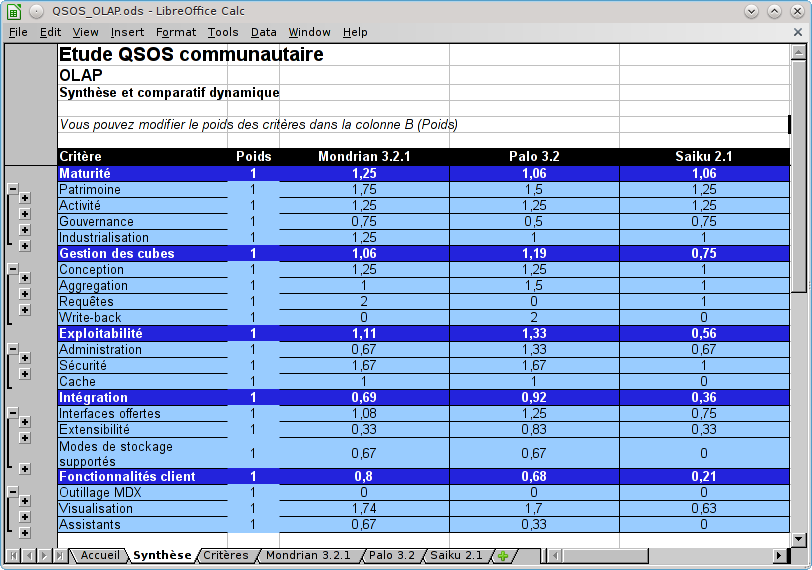 QSOS_OLAP.ods - LibreOffice Calc
File Edit View Insert Format Tools Data Window Help
Etude QSOS communautaire
OLAP
Synthèse et comparatif dynamique
Vous pouvez modifier le poids des critères dans la colonne B (Poids)
Critère Poids Mondrian 3.2.1 Palo 3.2 Saiku 2.1
Maturité 1 1,25 1,06 1,06
Patrimoine 1 1,75 1,5 1,25
Activité 1 1,25 1,25 1,25
Gouvernance 1 0,75 0,5 0,75
Industrialisation 1 1,25 1 1
Gestion des cubes 1 1,06 1,19 0,75
Conception 1 1,25 1,25 1
Aggregation 1 1 1,5 1
Requêtes 1 2 0 1
Write-back 1 0 2 0
Exploitabilité 1 1,11 1,33 0,56
Administration 1 0,67 1,33 0,67
Sécurité 1 1,67 1,67 1
Cache 1 1 1 0
Intégration 1 0,69 0,92 0,36
Interfaces offertes 1 1,08 1,25 0,75
Extensibilité 1 0,33 0,83 0,33
Modes de stockage
supportés 1 0,67 0,67 0
Fonctionnalités client 1 0,8 0,68 0,21
Outillage MDX 1 0 0 0
Visualisation 1 1,74 1,7 0,63
Assistants 1 0,67 0,33 0
Accueil Synthèse Critères Mondrian 3.2.1 Palo 3.2 Saiku 2.1